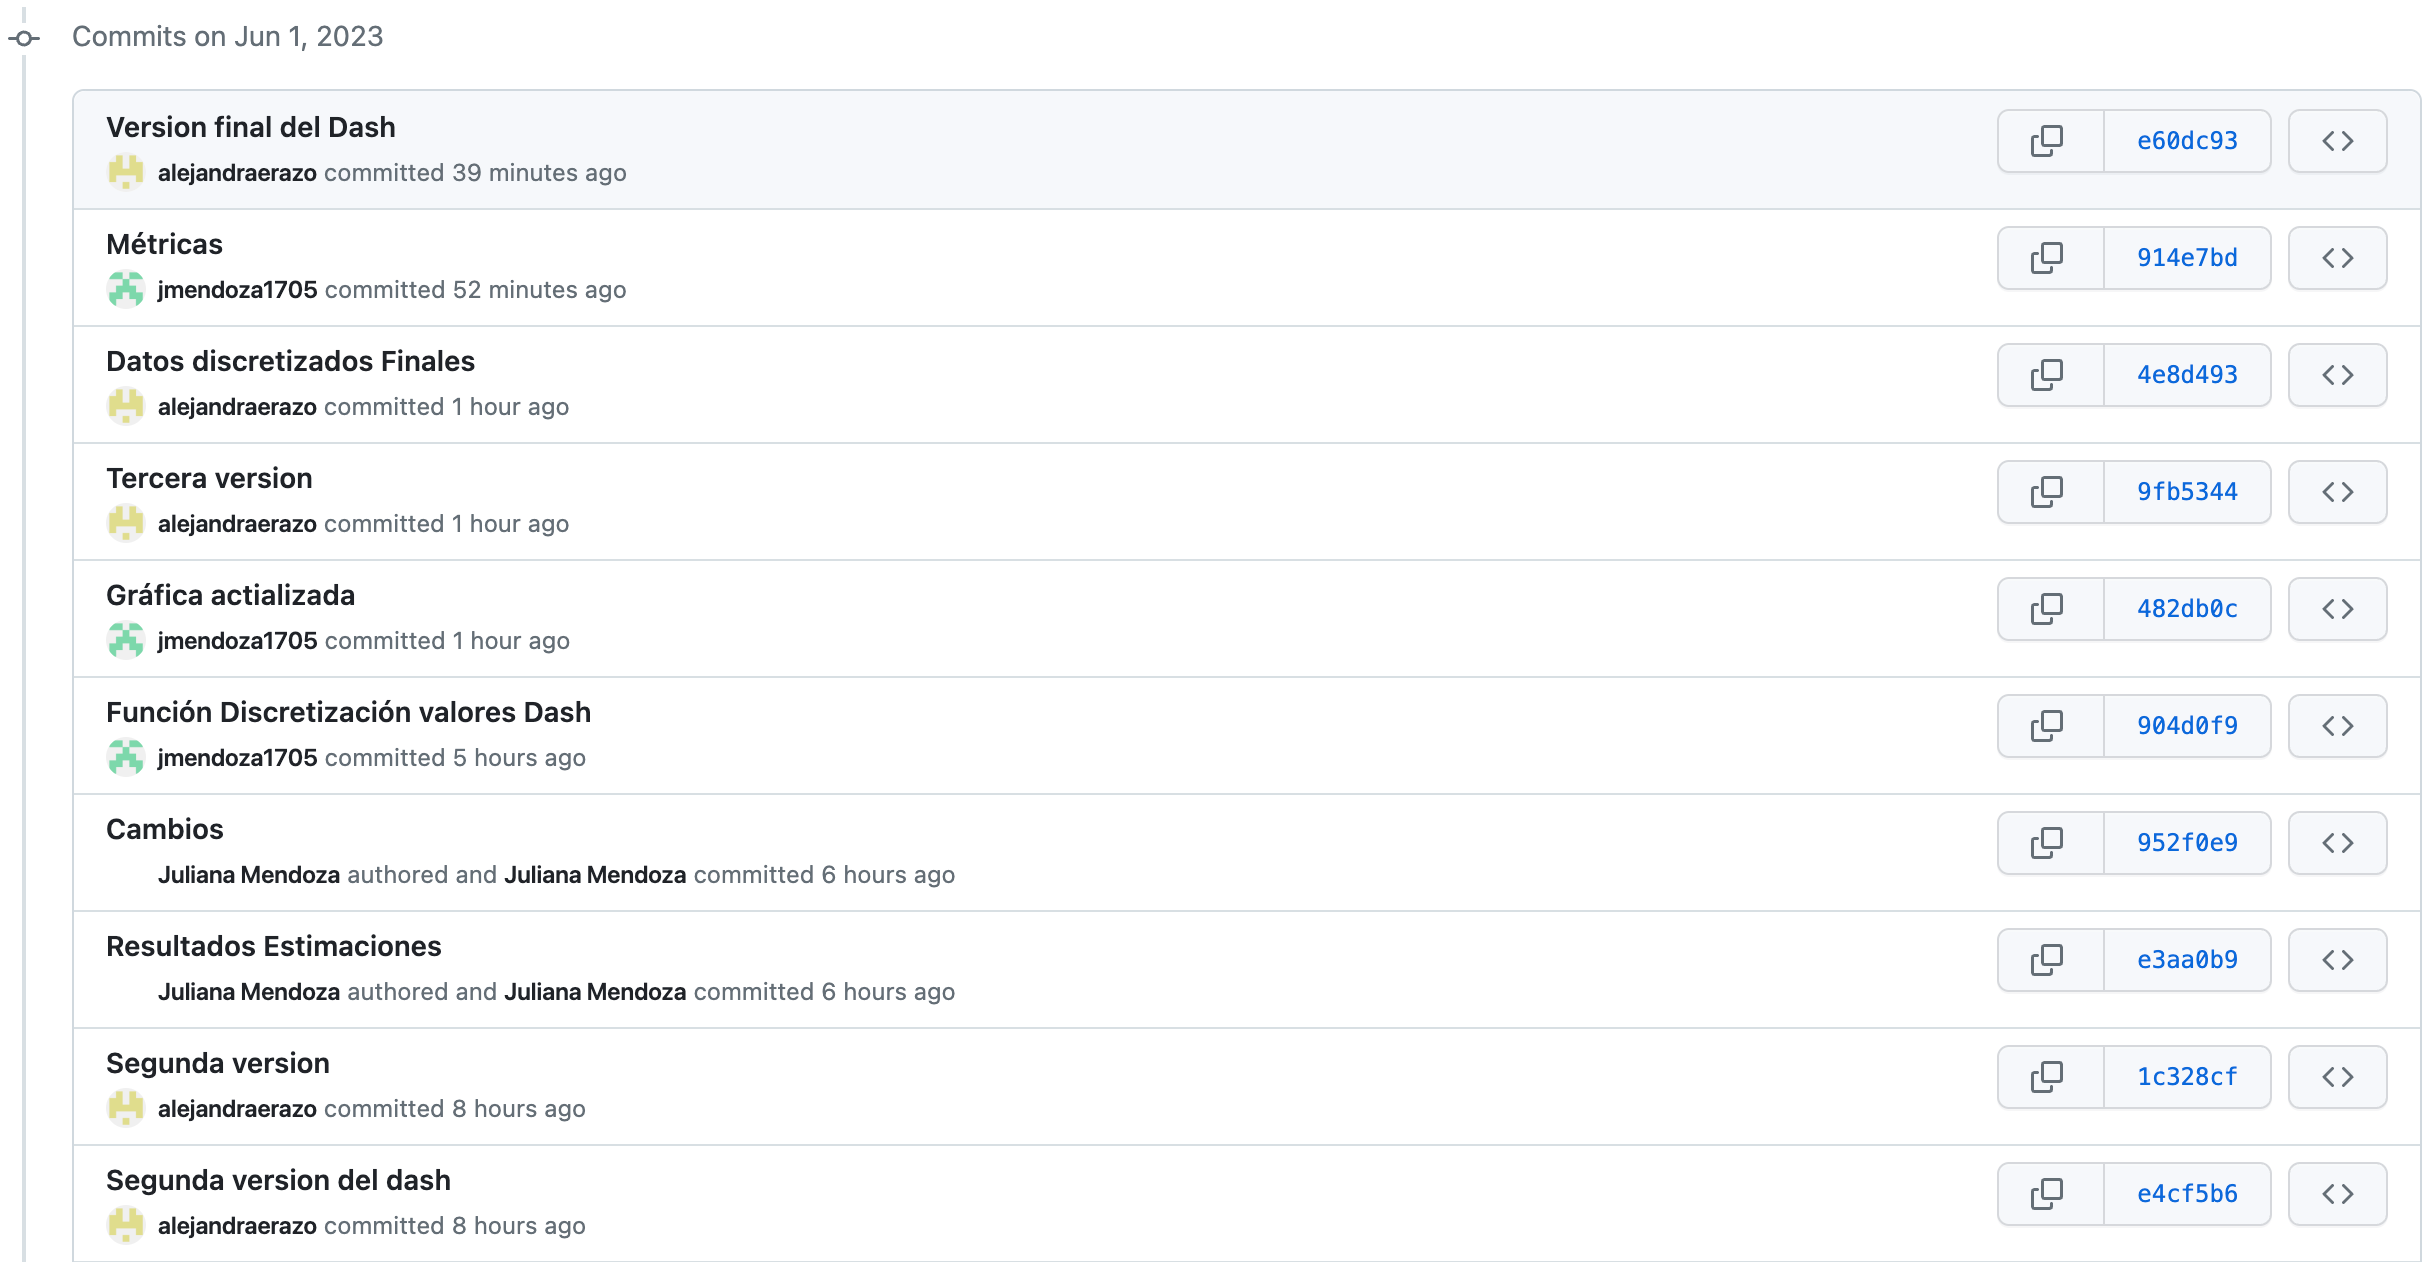 Commits on Jun 1, 2023
Version final del Dash
alejandraerazo committed 39 minutes ago
e60dc93
Métricas
jmendoza1705 committed 52 minutes ago
914e7bd
Datos discretizados Finales
alejandraerazo committed 1 hour ago
4e8d493
Tercera version
alejandraerazo committed 1 hour ago
9fb5344
Gráfica actializada
jmendoza1705 committed 1 hour ago
482db0c
Función Discretización valores Dash
jmendoza1705 committed 5 hours ago
904d0f9
Cambios
Juliana Mendoza authored and Juliana Mendoza committed 6 hours ago
952f0e9
Resultados Estimaciones
Juliana Mendoza authored and Juliana Mendoza committed 6 hours ago
e3aa0b9
Segunda version
alejandraerazo committed 8 hours ago
1c328cf
Segunda version del dash
alejandraerazo committed 8 hours ago
e4cf5b6